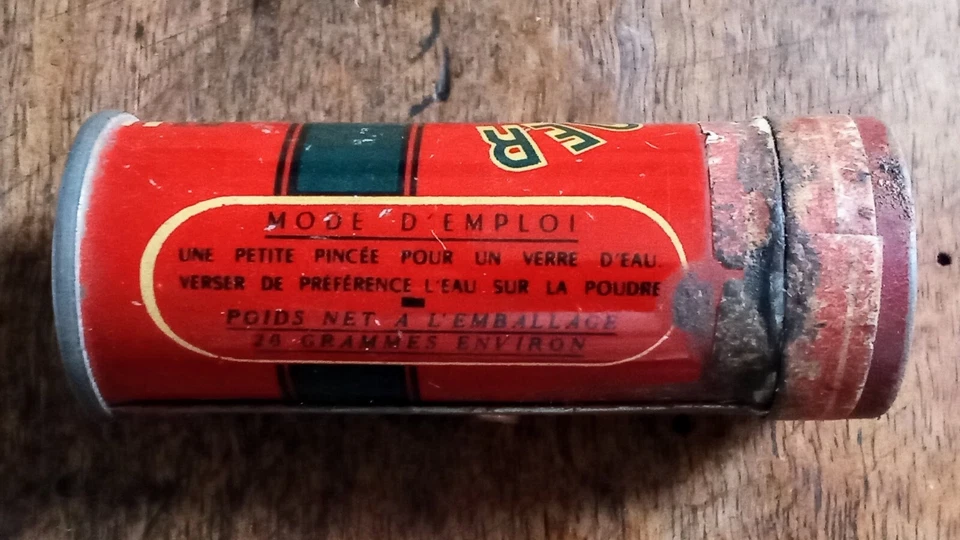 MODE D'EMPLOI
UNE PETITE PINCÉE POUR UN VERRE D'EAU.
VERSER DE PRÉFÉRENCE L'EAU SUR LA POUDRE
POIDS NET A L'EMBALLAGE
20 GRAMMES ENVIRON